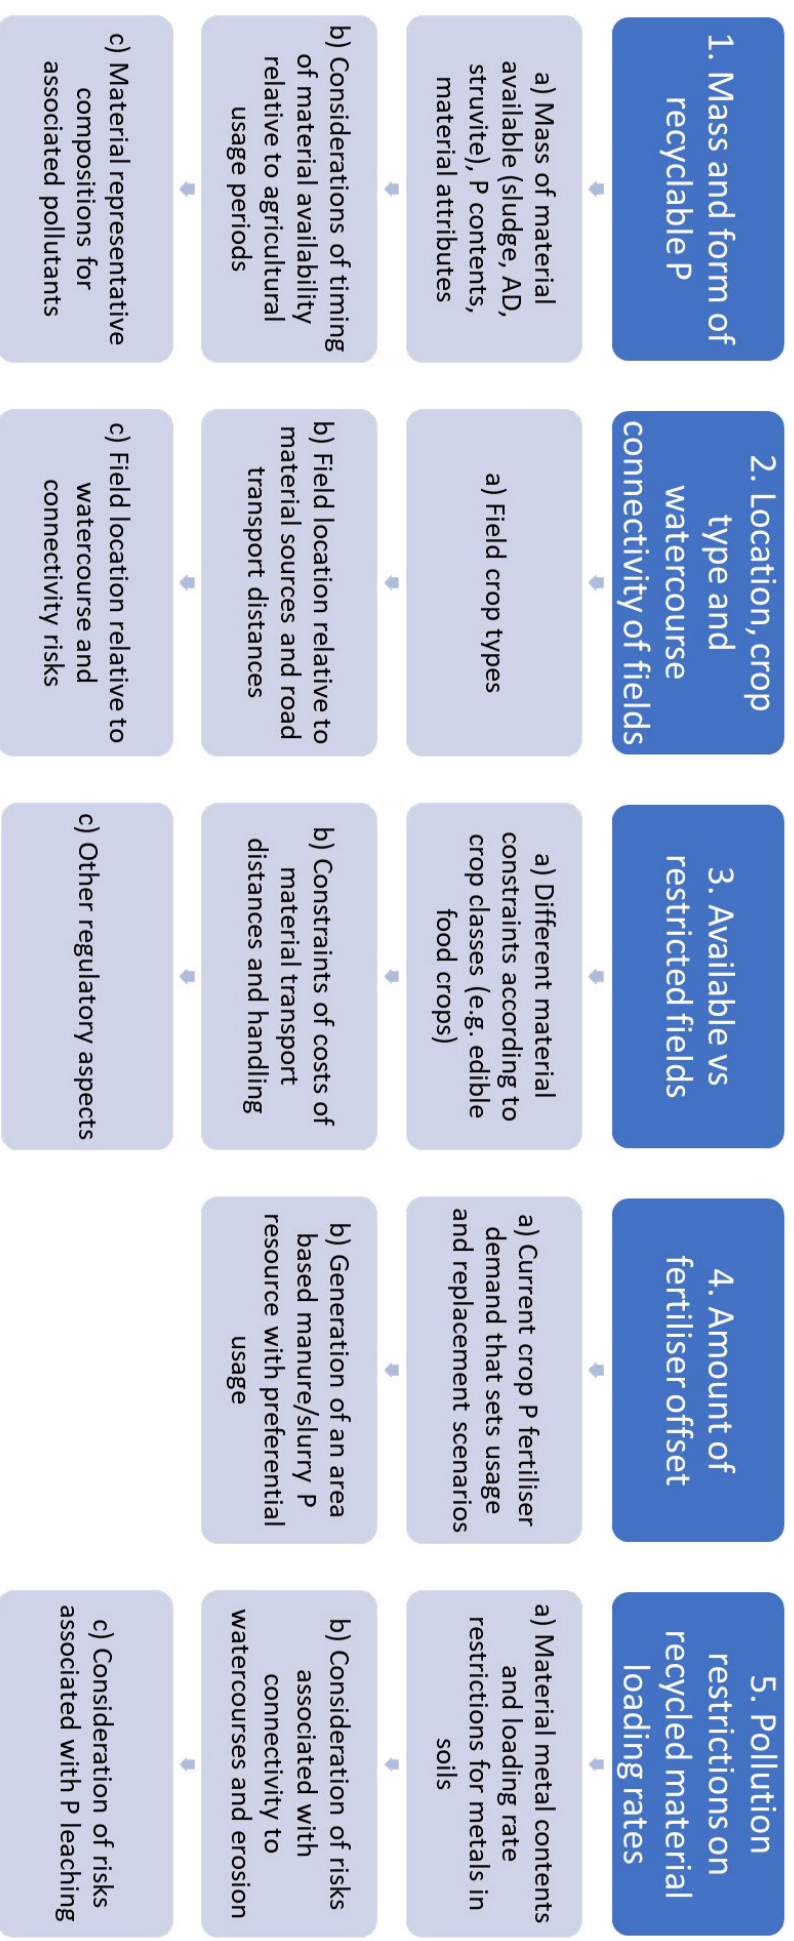 1. Mass and form of
recyclable P
a) Mass of material
available (sludge, AD,
struvite), P contents,
material attributes
b) Considerations of timing
of material availability
relative to agricultural
usage periods
c) Material representative
compositions for
associated pollutants
2. Location, crop
type and
watercourse
connectivity of fields
a) Field crop types
b) Field location relative to
material sources and road
transport distances
c) Field location relative to
watercourse and
connectivity risks
3. Available vs
restricted fields
a) Different material
constraints according to
crop classes (e.g. edible
food crops)
b) Constraints of costs of
material transport
distances and handling
c) Other regulatory aspects
4. Amount of
fertiliser offset
a) Current crop P fertiliser
demand that sets usage
and replacement scenarios
b) Generation of an area
based manure/slurry P
resource with preferential
usage
5. Pollution
restrictions on
recycled material
loading rates
a) Material metal contents
and loading rate
restrictions for metals in
soils
b) Consideration of risks
associated with
connectivity to
watercourses and erosion
c) Consideration of risks
associated with P leaching